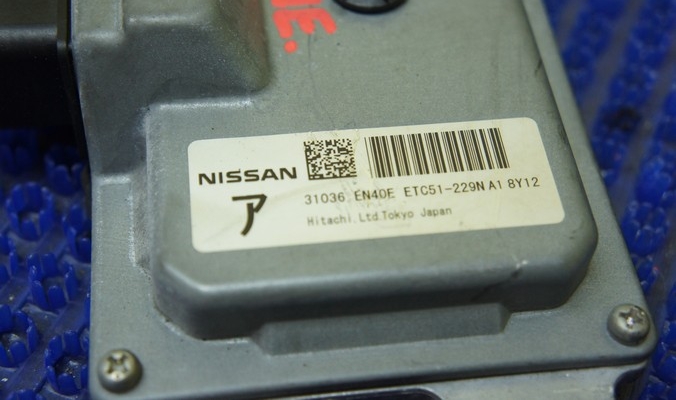 NISSAN
31036 EN40E ETC51-229N A1 8Y12
ア
Hitachi.Ltd.Tokyo Japan